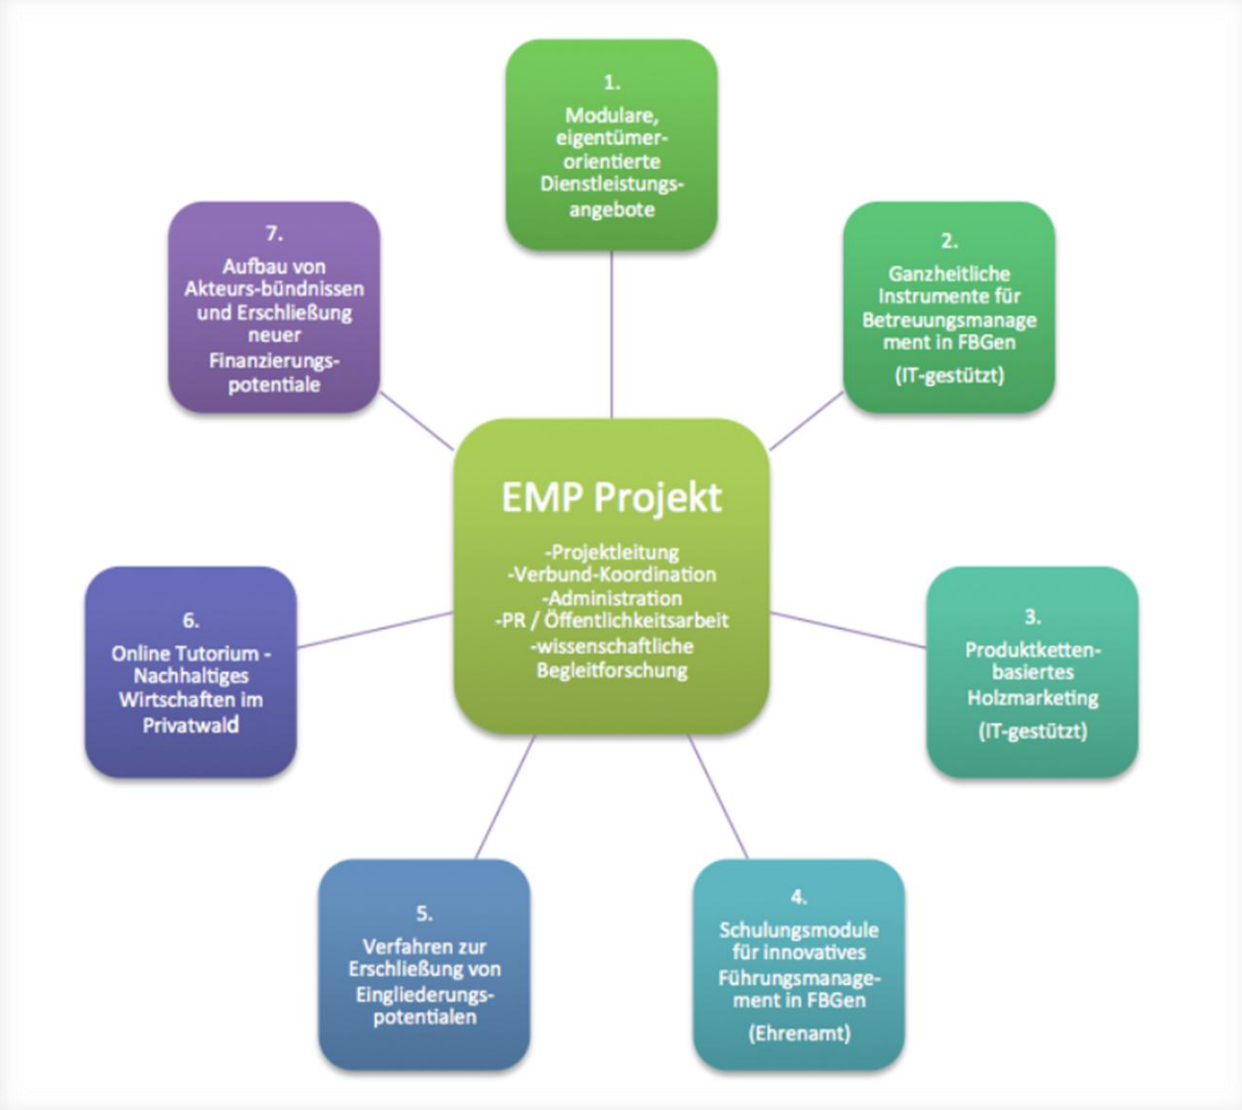 1.
Modulare,
eigentümer-
orientierte
Dienstleistungs-
angebote
2.
Ganzheitliche
Instrumente für
Betreuungsmanage
ment in FBGen
(IT-gestützt)
3.
Produktketten-
basiertes
Holzmarketing
(IT-gestützt)
4.
Schulungsmodule
für innovatives
Führungsmanage-
ment in FBGen
(Ehrenamt)
5.
Verfahren zur
Erschließung von
Eingliederungs-
potentialen
6.
Online Tutorium -
Nachhaltiges
Wirtschaften im
Privatwald
7.
Aufbau von
Akteurs-bündnissen
und Erschließung
neuer
Finanzierungs-
potentiale
EMP Projekt
-Projektleitung
-Verbund-Koordination
-Administration
-PR / Öffentlichkeitsarbeit
-wissenschaftliche
Begleitforschung